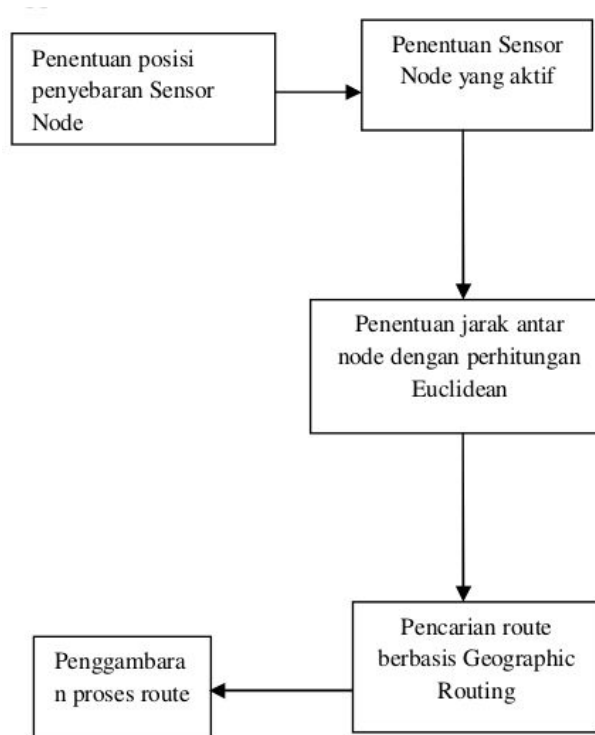 Penentuan posisi
penyebaran Sensor
Node
Penentuan Sensor
Node yang aktif
Penentuan jarak antar
node dengan perhitungan
Euclidean
Pencarian route
berbasis Geographic
Routing
Penggambara
n proses route